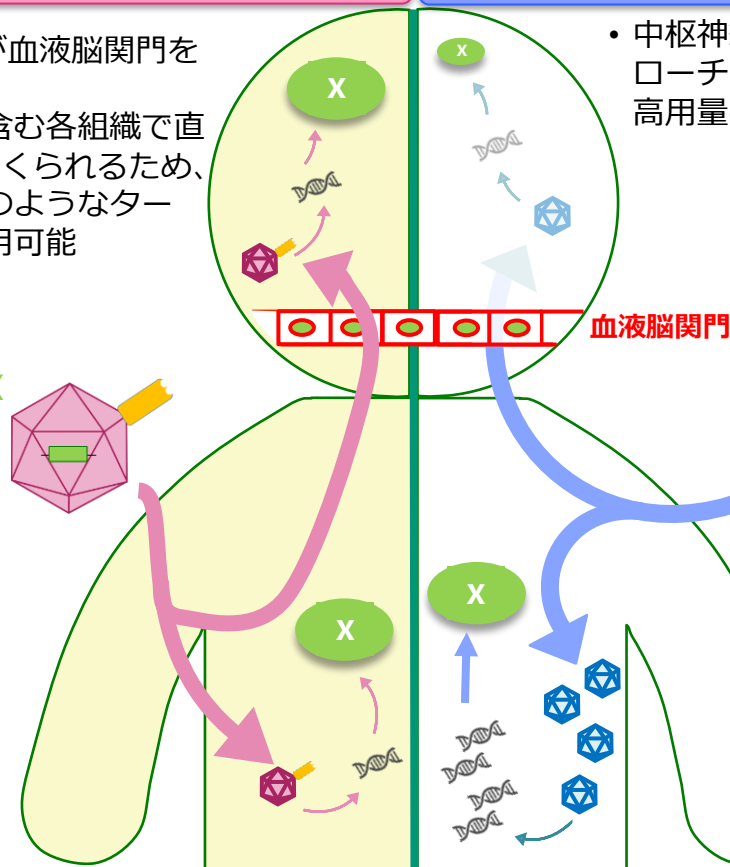 が血液脳関門を
含む各組織で直
くられるため、
のようなター
用可能
• 中枢神
ローチ
高用量
X
X
血液脳関門
X
X
X